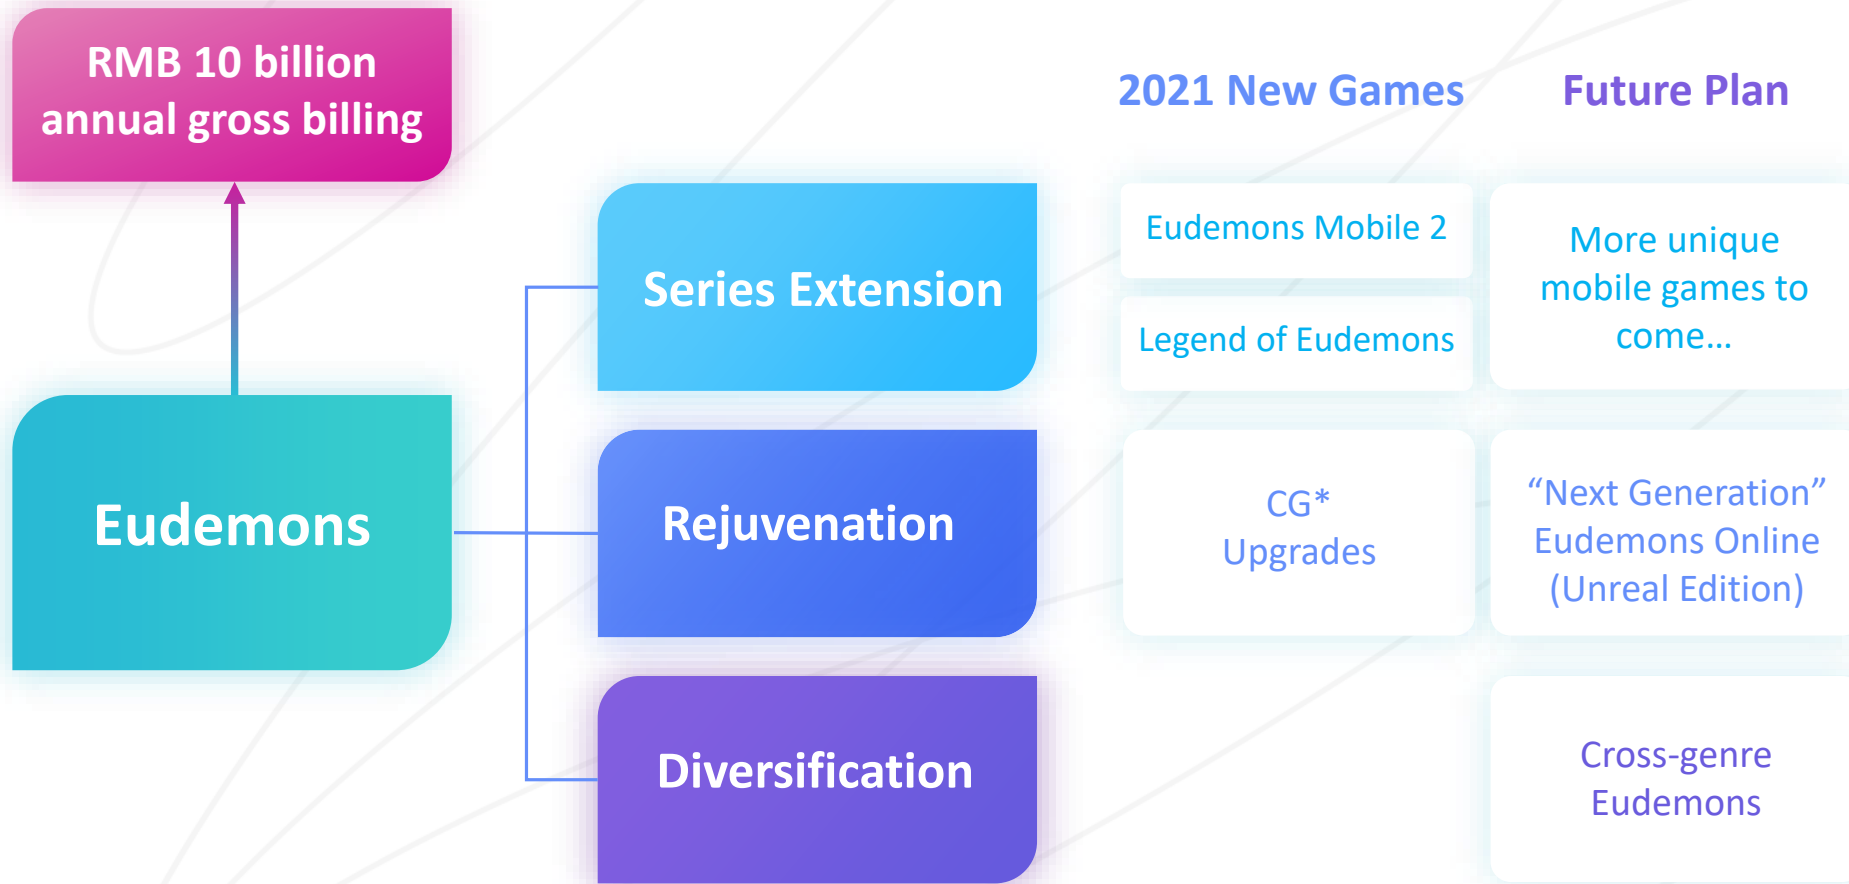 RMB 10 billion
annual gross billing
2021 New Games
Future Plan
Eudemons
Series Extension
Eudemons Mobile 2
Legend of Eudemons
More unique
mobile games to
come...
Rejuvenation
CG*
Upgrades
“Next Generation”
Eudemons Online
(Unreal Edition)
Diversification
Cross-genre
Eudemons